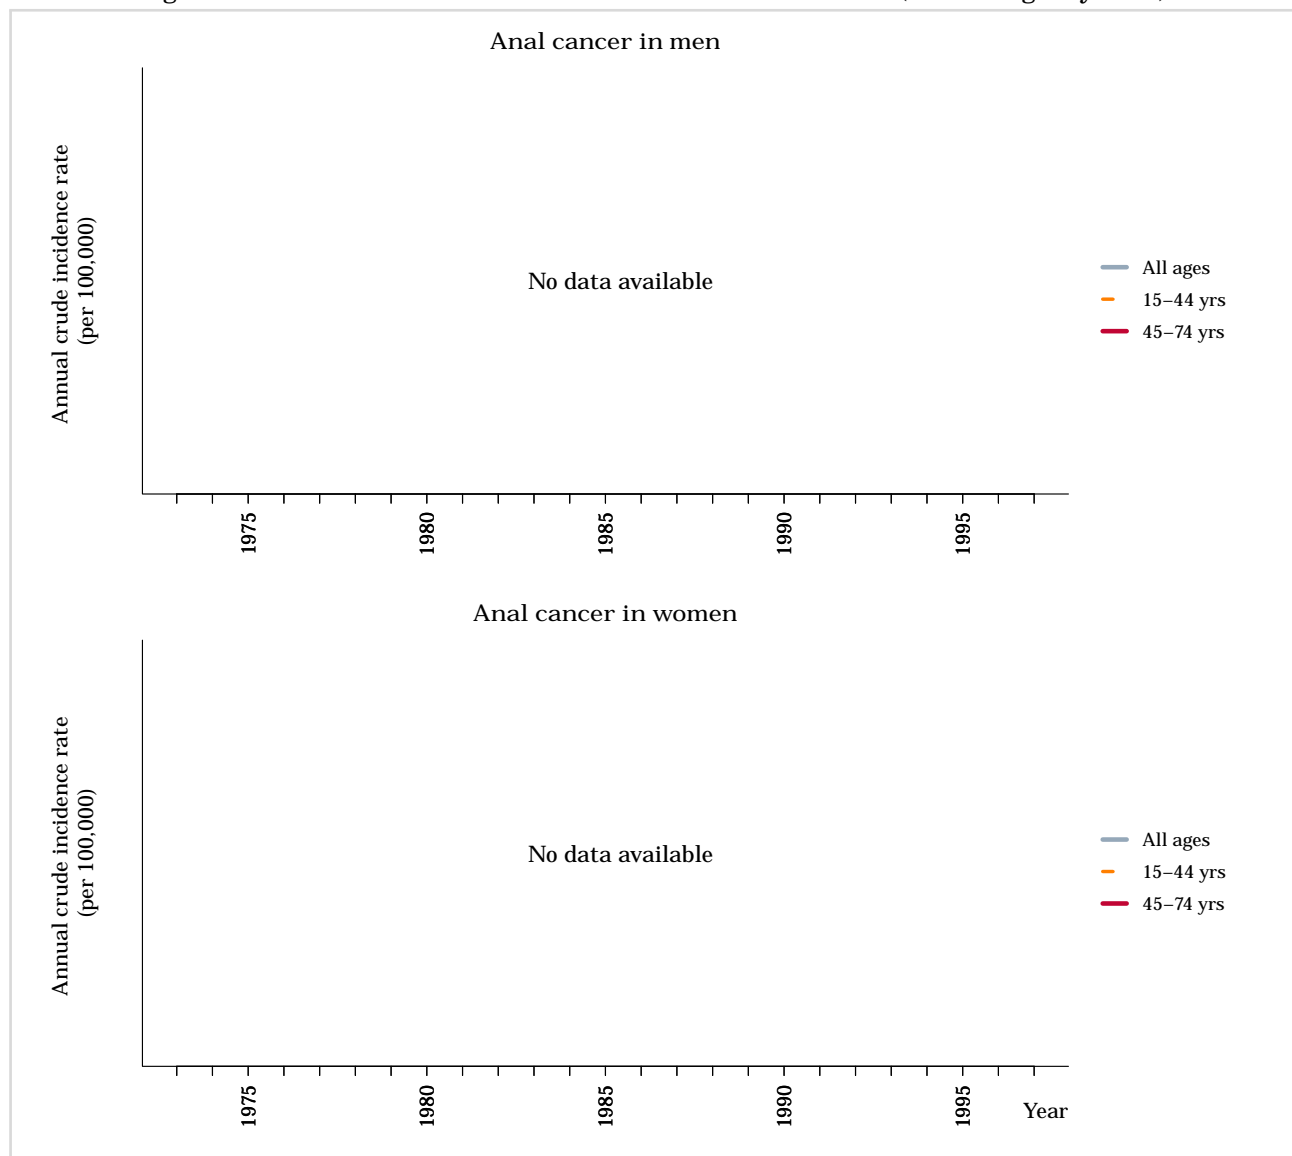 Anal cancer in men
Annual crude incidence rate
(per 100,000)
No data available
All ages
15–44 yrs
45–74 yrs
1975
1980
1985
1990
1995
Anal cancer in women
Annual crude incidence rate
(per 100,000)
No data available
All ages
15–44 yrs
45–74 yrs
1975
1980
1985
1990
1995
Year